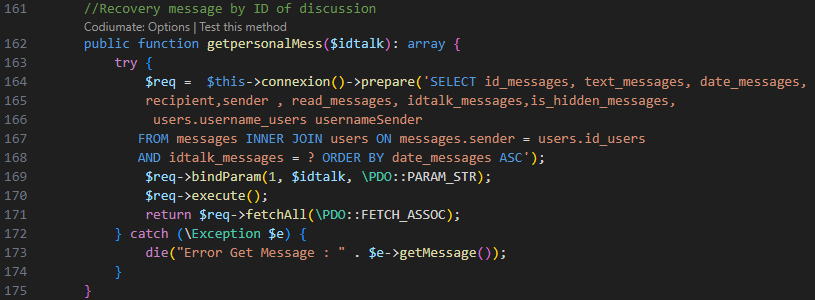 161 //Recovery message by ID of discussion
Codiumate: Options | Test this method
162 public function getpersonalMess($idtalk): array {
163 try {
164 $req =  $this->connexion()->prepare('SELECT id_messages, text_messages, date_messages,
165 recipient,sender , read_messages, idtalk_messages,is_hidden_messages,
166 users.username_users usernameSender
167 FROM messages INNER JOIN users ON messages.sender = users.id_users
168 AND idtalk_messages = ? ORDER BY date_messages ASC');
169 $req->bindParam(1, $idtalk, \PDO::PARAM_STR);
170 $req->execute();
171 return $req->fetchAll(\PDO::FETCH_ASSOC);
172 } catch (\Exception $e) {
173 die("Error Get Message : " . $e->getMessage());
174 }
175 }